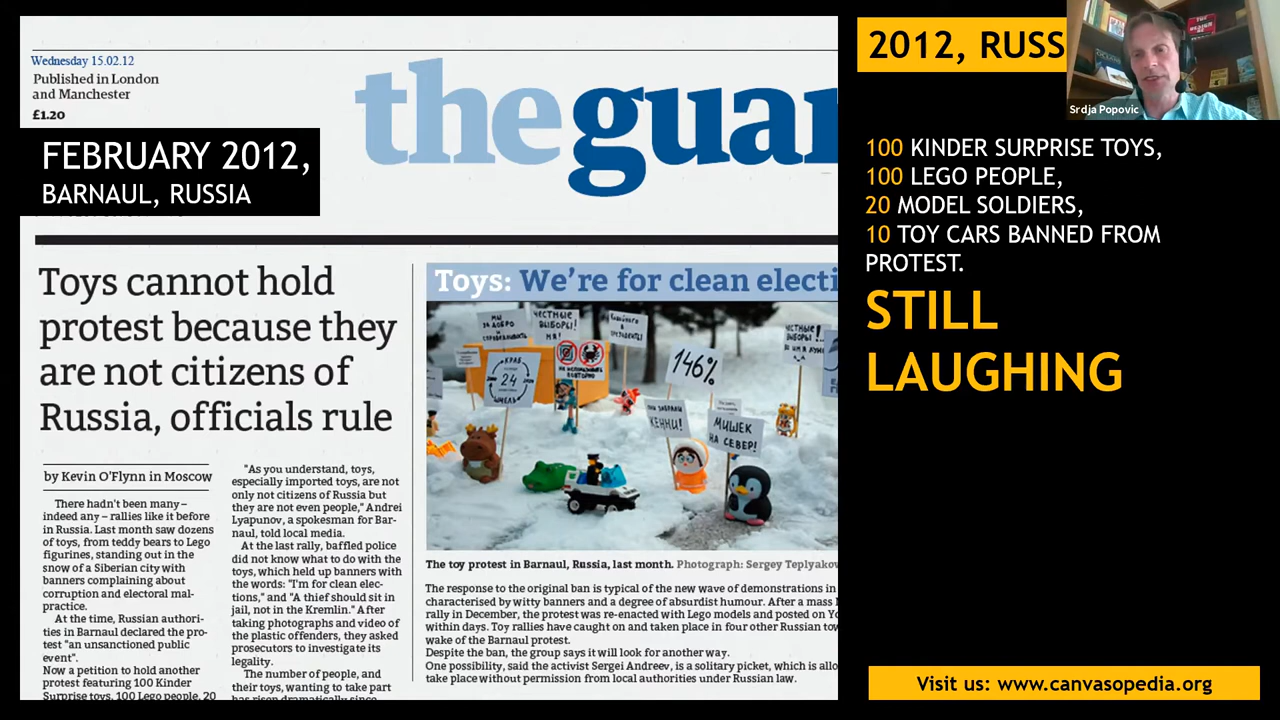 Wednesday 15.02.12
Published in London
and Manchester
£1.20
theguar
FEBRUARY 2012,
BARNAUL, RUSSIA
Toys cannot hold
protest because they
are not citizens of
Russia, officials rule
by Kevin O'Flynn in Moscow
There hadn't been many –
indeed any – rallies like it before
in Russia. Last month saw dozens
of toys, from teddy bears to Lego
figurines, standing out in the
snow of a Siberian city with
banners complaining about
corruption and electoral mal-
practice.
At the time, Russian authori-
ties in Barnaul declared the pro-
test "an unsanctioned public
event".
Now a petition to hold another
protest featuring 100 Kinder
Surprise toys, 100 Lego people, 20
"As you understand, toys,
especially imported toys, are not
only not citizens of Russia but
they are not even people," Andrei
Lyapunov, a spokesman for Bar-
naul, told local media.
At the last rally, baffled police
did not know what to do with the
toys, which held up banners with
the words: "I'm for clean elec-
tions," and "A thief should sit in
jail, not in the Kremlin." After
taking photographs and video of
the plastic offenders, they asked
prosecutors to investigate its
legality.
The number of people, and
their toys, wanting to take part
has risen dramatically since
Toys: We're for clean electi
МЫ
ЗА ДОБРО
И
ЧЕСТНЫЕ
ВЫБОРЫ!
КРАБ
24
146%
ЧЕСТНЫЕ
ВЫБОРЫ
КЕННИ!
МИШЕК
НА СЕВЕР!
The toy protest in Barnaul, Russia, last month. Photograph: Sergey Teplyakov
The response to the original ban is typical of the new wave of demonstrations in
characterised by witty banners and a degree of absurdist humour. After a mass
rally in December, the protest was re-enacted with Lego models and posted on Yo
within days. Toy rallies have caught on and taken place in four other Russian tow
wake of the Barnaul protest.
Despite the ban, the group says it will look for another way.
One possibility, said the activist Sergei Andreev, is a solitary picket, which is allo
take place without permission from local authorities under Russian law.
2012, RUSS
Srdja Popovic
100 KINDER SURPRISE TOYS,
100 LEGO PEOPLE,
20 MODEL SOLDIERS,
10 TOY CARS BANNED FROM
PROTEST.
STILL
LAUGHING
Visit us: www.canvasopedia.org